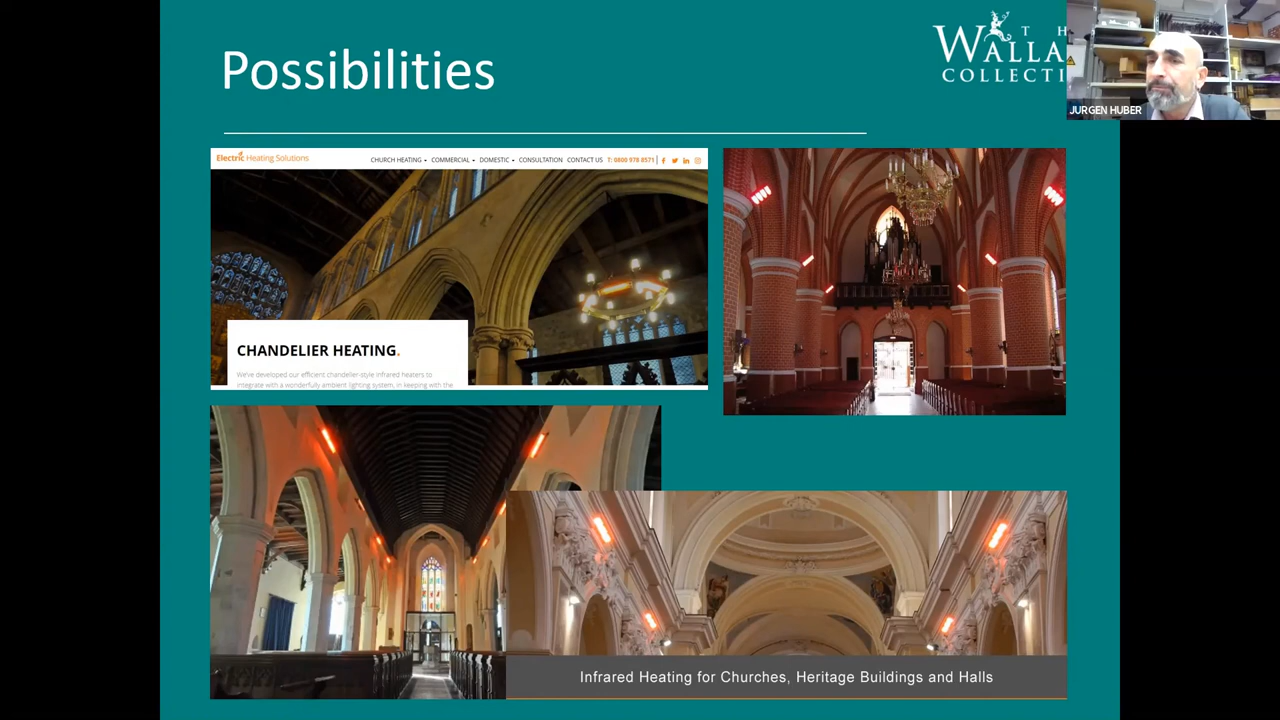 Possibilities
T H
WALLA
COLLECTI
JURGEN HUBER
Electric Heating Solutions
CHURCH HEATING COMMERCIAL DOMESTIC CONSULTATION CONTACT US T: 0800 978 8571
CHANDELIER HEATING.
We've developed our efficient chandelier-style infrared heaters to
integrate with a wonderfully ambient lighting system, in keeping with the
Infrared Heating for Churches, Heritage Buildings and Halls